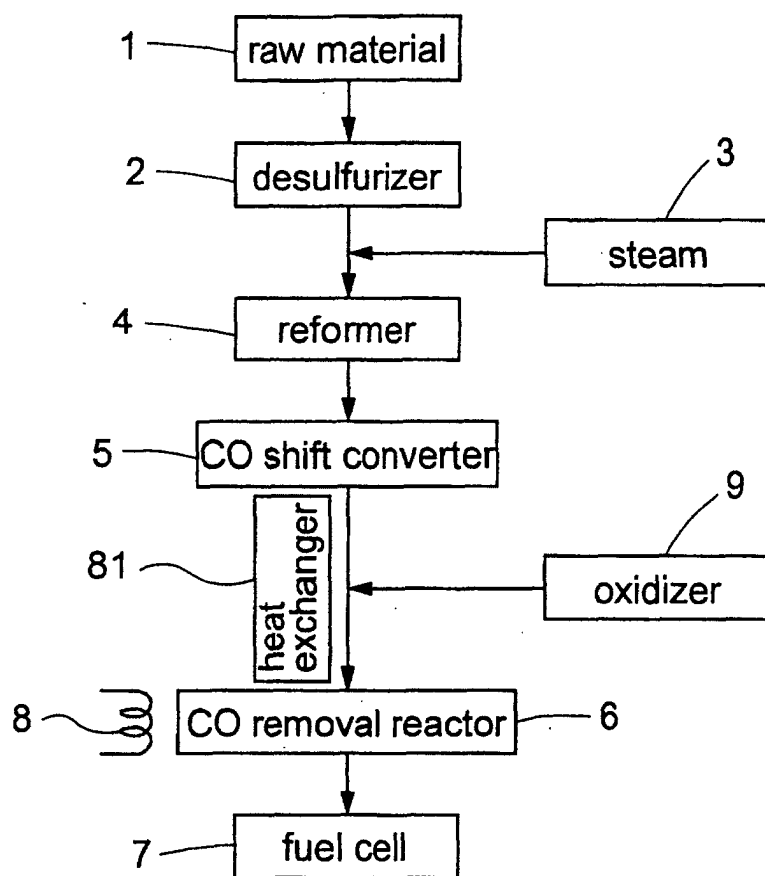 1
raw material
2
desulfurizer
3
steam
4
reformer
5
CO shift converter
81
heat
exchanger
9
oxidizer
8
CO removal reactor
6
7
fuel cell